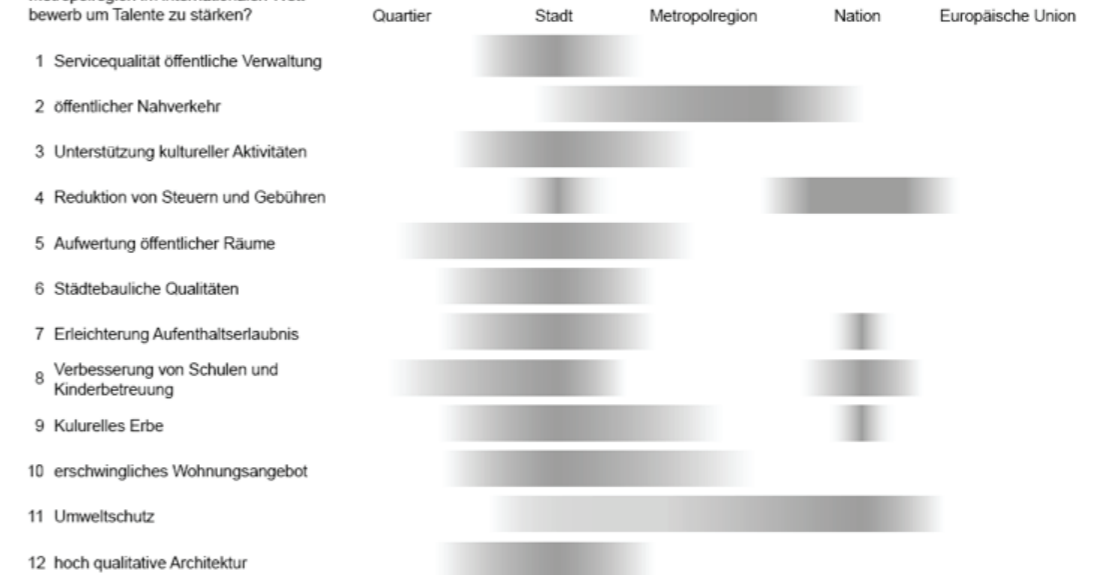 bewerb um Talente zu stärken?
Quartier Stadt Metropolregion Nation Europäische Union
1 Servicequalität öffentliche Verwaltung
2 öffentlicher Nahverkehr
3 Unterstützung kultureller Aktivitäten
4 Reduktion von Steuern und Gebühren
5 Aufwertung öffentlicher Räume
6 Städtebauliche Qualitäten
7 Erleichterung Aufenthaltserlaubnis
8 Verbesserung von Schulen und
Kinderbetreuung
9 Kulurelles Erbe
10 erschwingliches Wohnungsangebot
11 Umweltschutz
12 hoch qualitative Architektur